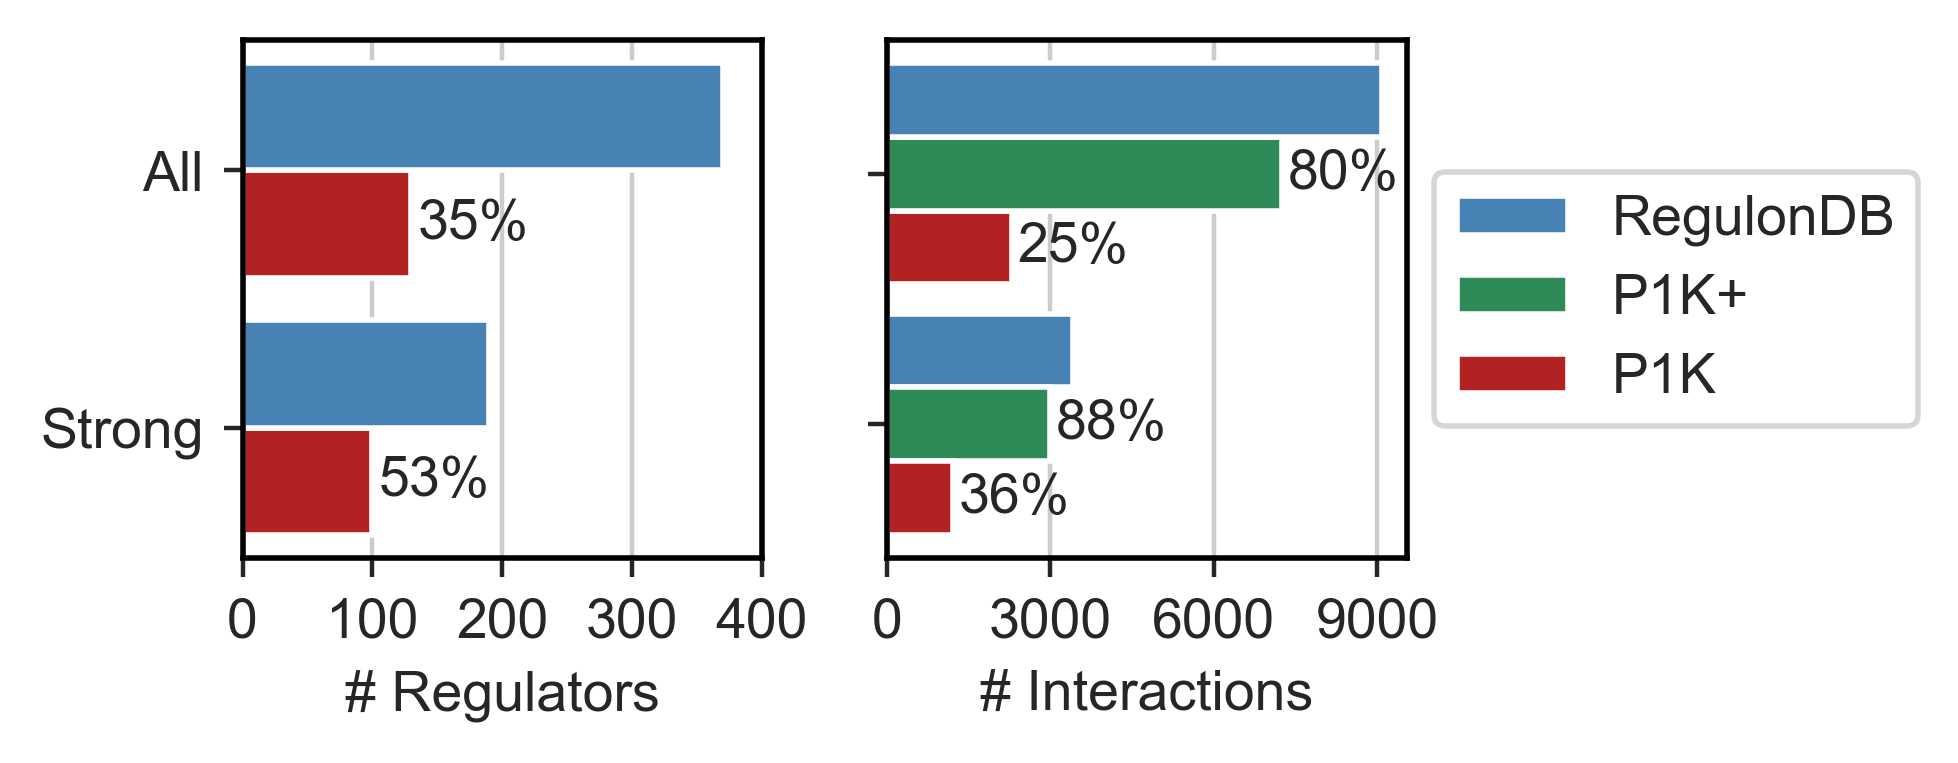 All
Strong
35%
53%
0 100 200 300 400
# Regulators
80%
25%
88%
36%
0 3000 6000 9000
# Interactions
RegulonDB
P1K+
P1K